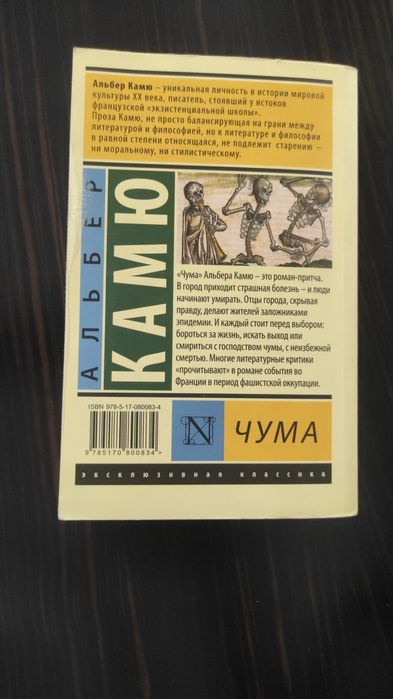 Альбер Камю – уникальная личность в истории мировой
культуры XX века, писатель, стоявший у истоков
французской «экзистенциальной школы».
Проза Камю, не просто балансирующая на грани между
литературой и философией, но к литературе и философии
в равной степени относящаяся, не подлежит старению –
ни моральному, ни стилистическому.
АЛЬБЕР
КАМЮ
«Чума» Альбера Камю – это роман-притча.
В город приходит страшная болезнь – и люди
начинают умирать. Отцы города, скрывая
правду, делают жителей заложниками
эпидемии. И каждый стоит перед выбором:
бороться за жизнь, искать выход или
смириться с господством чумы, с неизбежной
смертью. Многие литературные критики
«прочитывают» в романе события во
Франции в период фашистской оккупации.
ISBN 978-5-17-080083-4
9 785170 800834 >
N
ЧУМА
эксклюзивная классика